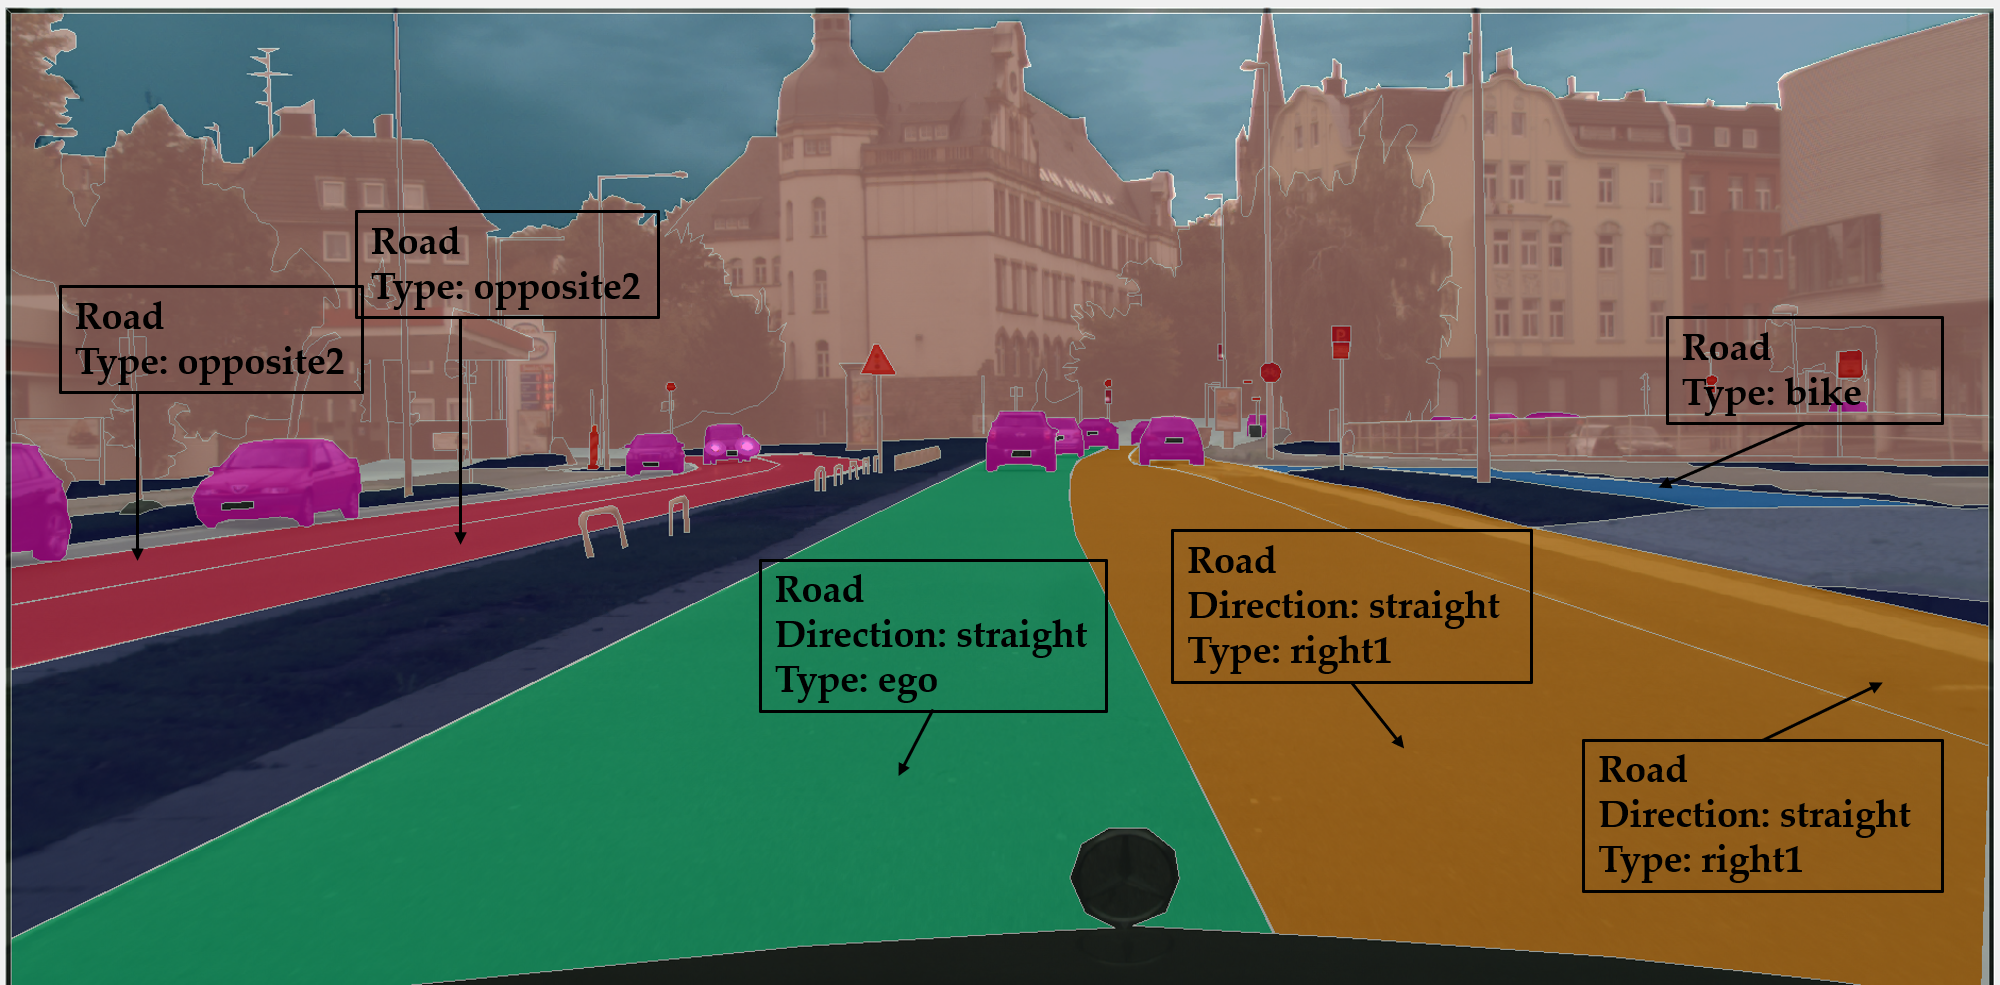 Road
Type: opposite2
Road
Type: opposite2
Road
Type: bike
Road
Direction: straight
Type: ego
Road
Direction: straight
Type: right1
Road
Direction: straight
Type: right1